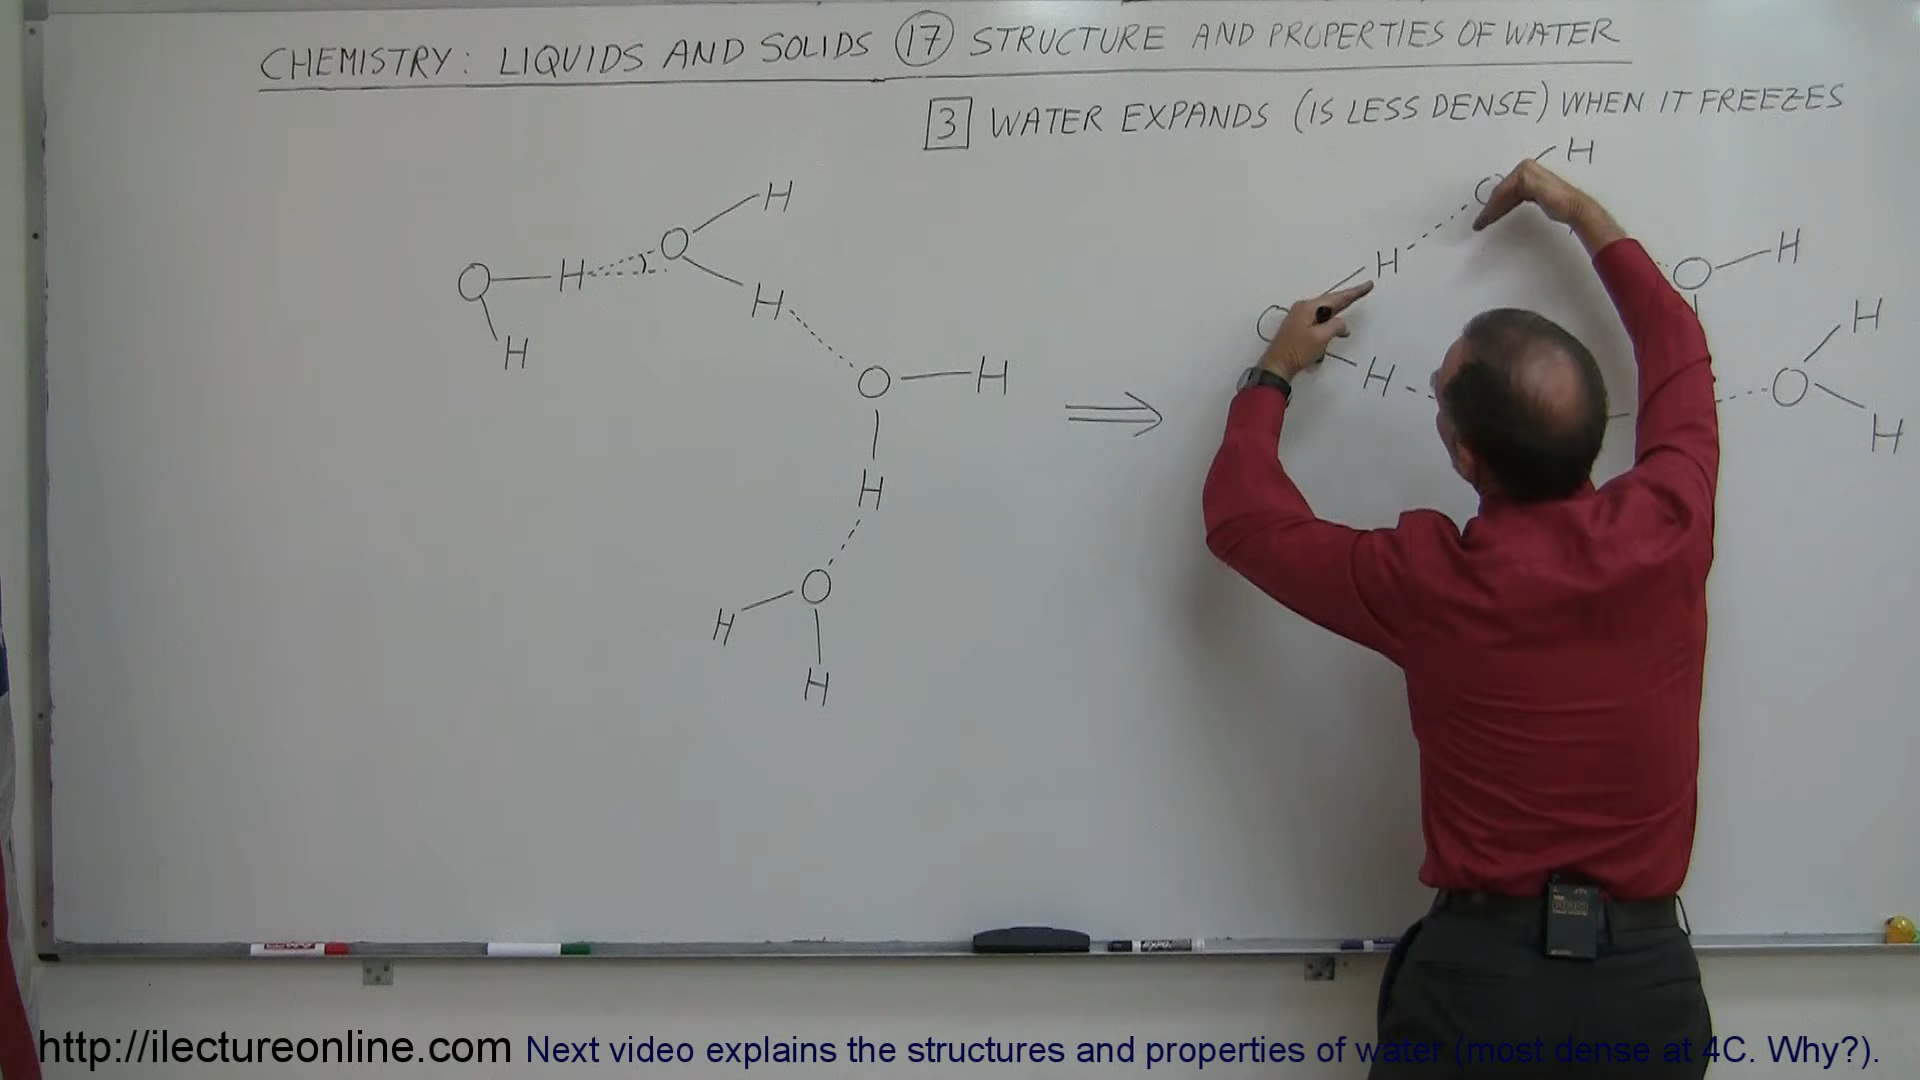 CHEMISTRY: LIQUIDS AND SOLIDS 17 STRUCTURE AND PROPERTIES OF WATER
3 WATER EXPANDS (IS LESS DENSE) WHEN IT FREEZES
H
H
O
H
O
H
H
O
H
H
O
H
H
O
H
H
O
H
H
O
H
O
H
H
O
H
http://ilectureonline.com Next video explains the structures and properties of water (most dense at 4C. Why?).